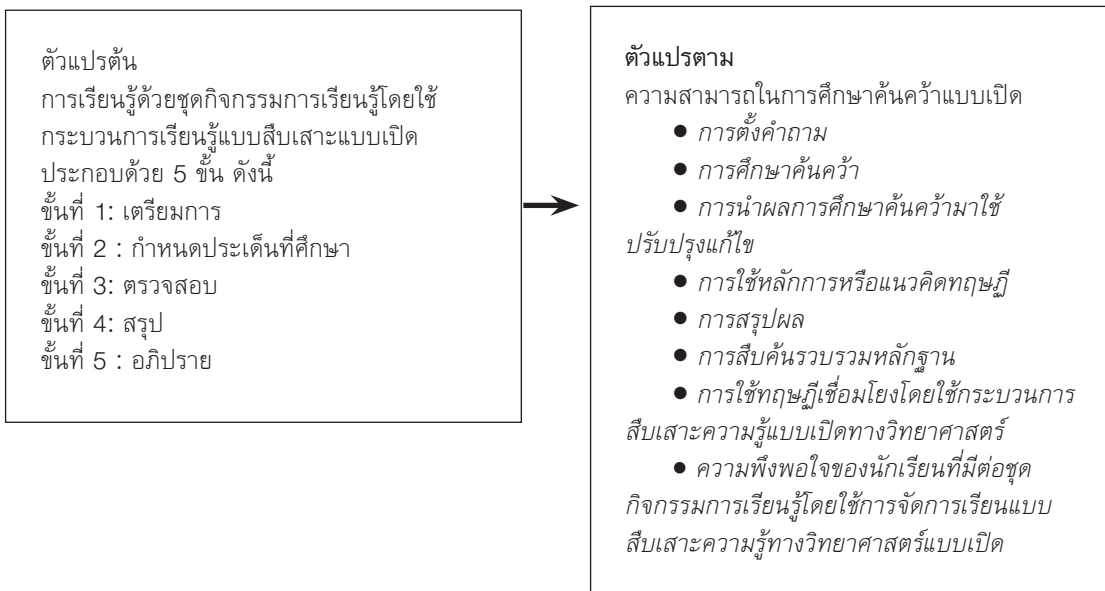 ตัวแปรต้น
การเรียนรู้ด้วยชุดกิจกรรมการเรียนรู้โดยใช้
กระบวนการเรียนรู้แบบสืบเสาะแบบเปิด
ประกอบด้วย 5 ขั้น ดังนี้
ขั้นที่ 1: เตรียมการ
ขั้นที่ 2 : กำหนดประเด็นที่ศึกษา
ขั้นที่ 3: ตรวจสอบ
ขั้นที่ 4: สรุป
ขั้นที่ 5 : อภิปราย
ตัวแปรตาม
ความสามารถในการศึกษาค้นคว้าแบบเปิด
● การตั้งคำถาม
● การศึกษาค้นคว้า
● การนำผลการศึกษาค้นคว้ามาใช้
ปรับปรุงแก้ไข
● การใช้หลักการหรือแนวคิดทฤษฎี
● การสรุปผล
● การสืบค้นรวบรวมหลักฐาน
● การใช้ทฤษฎีเชื่อมโยงโดยใช้กระบวนการ
สืบเสาะความรู้แบบเปิดทางวิทยาศาสตร์
● ความพึงพอใจของนักเรียนที่มีต่อชุด
กิจกรรมการเรียนรู้โดยใช้การจัดการเรียนแบบ
สืบเสาะความรู้ทางวิทยาศาสตร์แบบเปิด